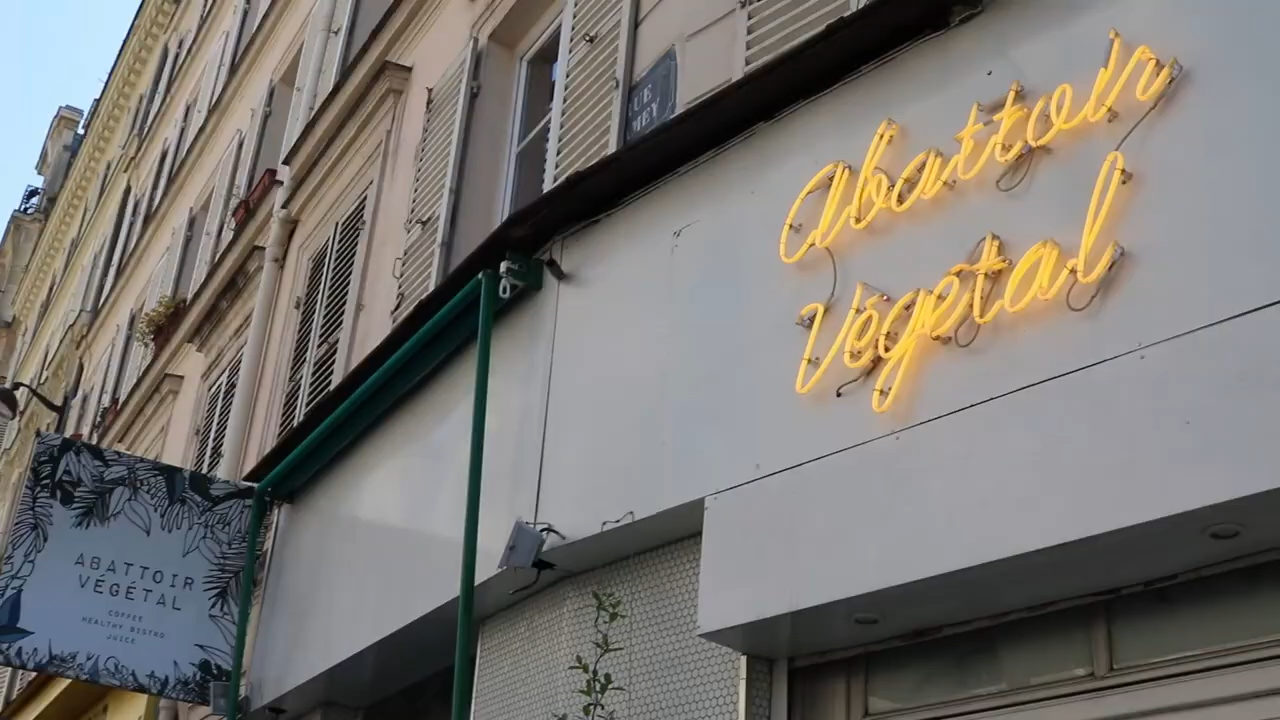 UE
MEY
Abattoir
Végétal
ABATTOIR
VÉGÉTAL
COFFEE
HEALTHY BISTRO
JUICE